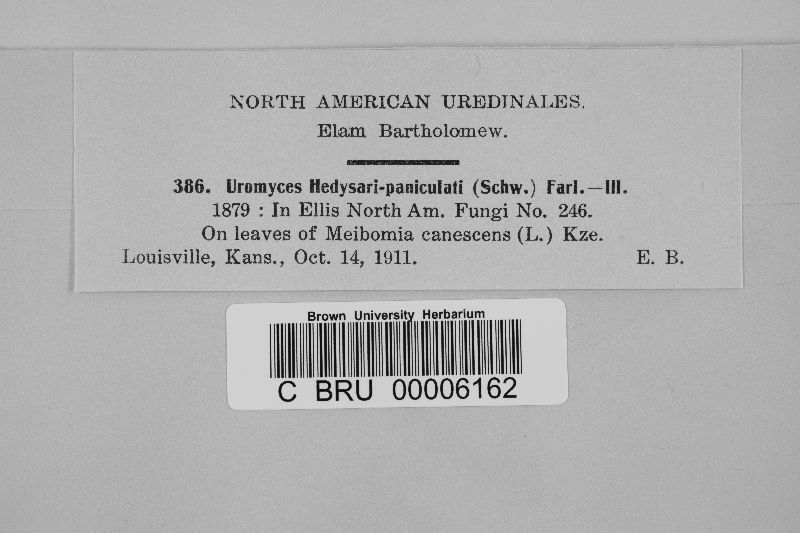 NORTH AMERICAN UREDINALES.
Elam Bartholomew.
386. Uromyces Hedysari-paniculati (Schw.) Farl.—III.
1879 : In Ellis North Am. Fungi No. 246.
On leaves of Meibomia canescens (L.) Kze.
Louisville, Kans., Oct. 14, 1911. E. B.
Brown University Herbarium
C BRU 00006162